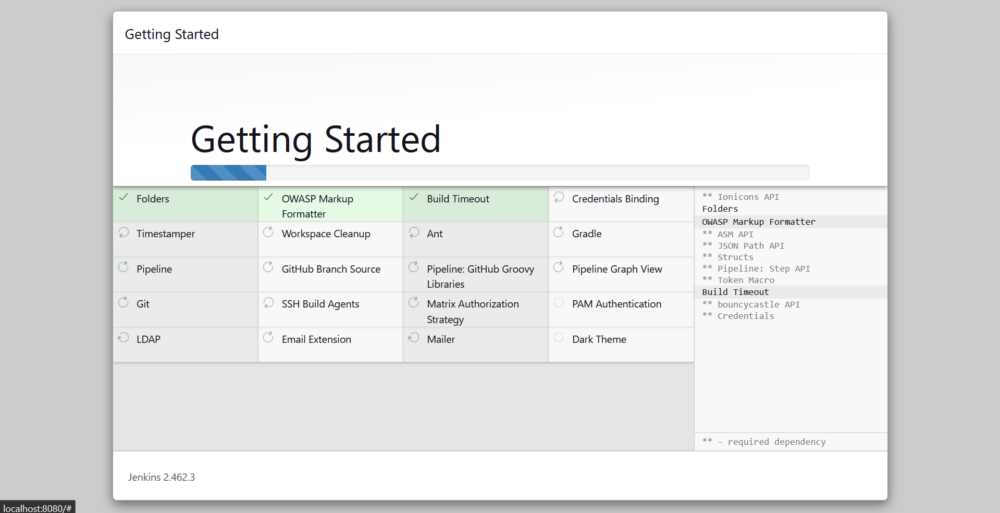 Getting Started
Getting Started
Folders
OWASP Markup
Formatter
Build Timeout
Credentials Binding
Timestamper
Workspace Cleanup
Ant
Gradle
Pipeline
GitHub Branch Source
Pipeline: GitHub Groovy
Libraries
Pipeline Graph View
Git
SSH Build Agents
Matrix Authorization
Strategy
PAM Authentication
LDAP
Email Extension
Mailer
Dark Theme
** Ionicons API
Folders
OWASP Markup Formatter
** ASM API
** JSON Path API
** Structs
** Pipeline: Step API
** Token Macro
Build Timeout
** bouncycastle API
** Credentials
** - required dependency
Jenkins 2.462.3
localhost:8080/#